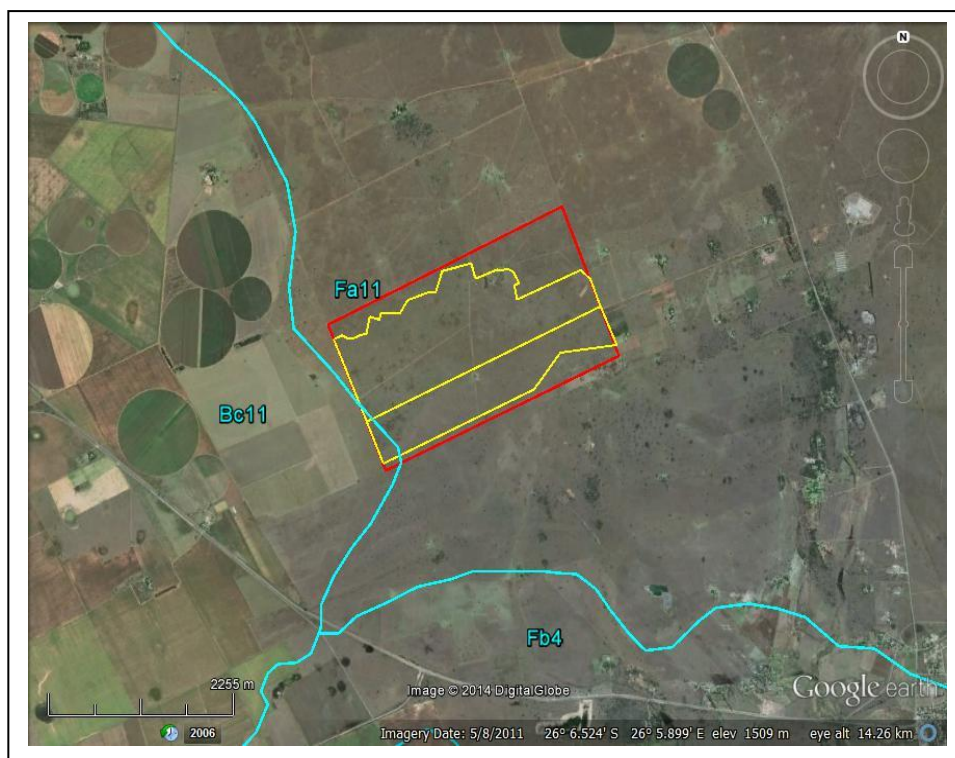 N
Fa11
Bc11
Fb4
2255 m
Image © 2014 DigitalGlobe
Google earth
2006
Imagery Date: 5/8/2011 26° 6.524' S 26° 5.899' E elev 1509 m eye alt 14.26 km